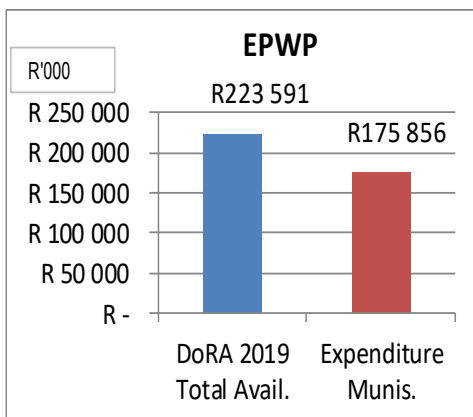 EPWP
R'000
R223 591
R175 856
R 250 000
R 200 000
R 150 000
R 100 000
R 50 000
R -
DoRA 2019
Total Avail.
Expenditure
Munis.